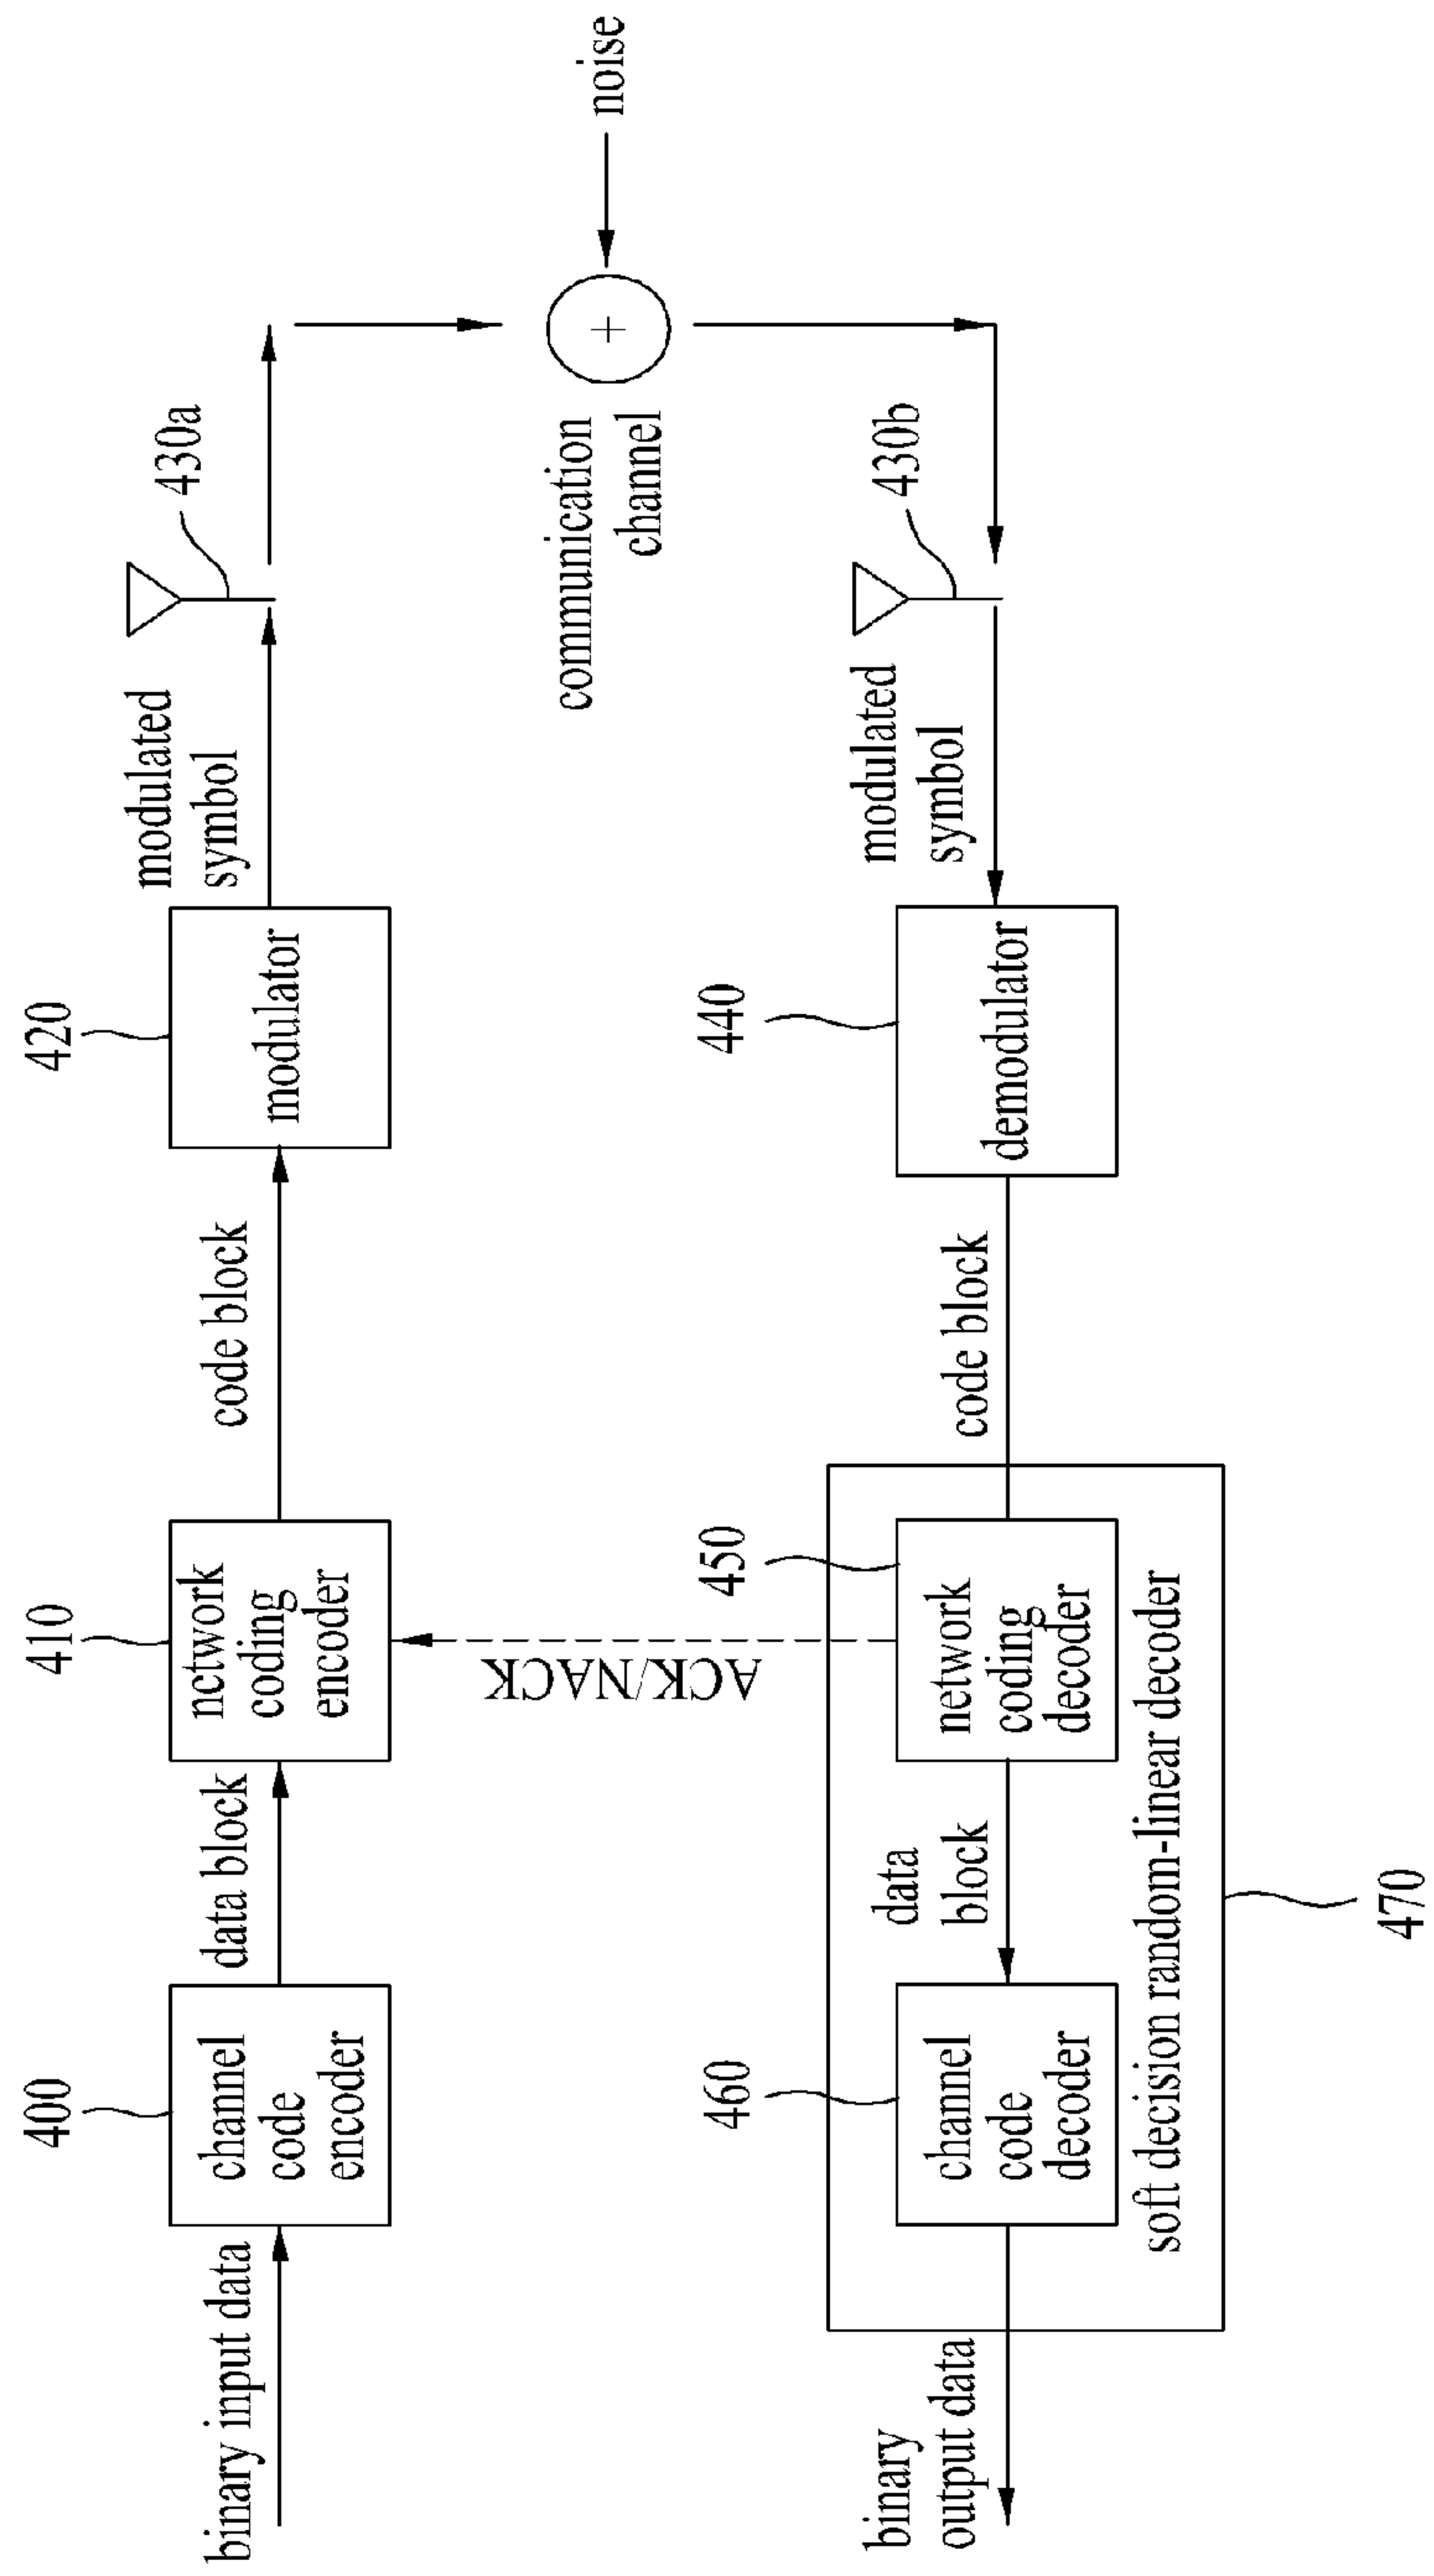 400
410
420
binary input data
channel
code
encoder
data block
nctwork
coding
encoder
code block
modulator
modulated
symbol
430a
noise
communication
channel
ACK/NACK
460
450
440
binary
output data
channel
code
decoder
data
block
network
coding
decoder
code block
demodulator
modulated
symbol
430b
soft decision random-linear decoder
470